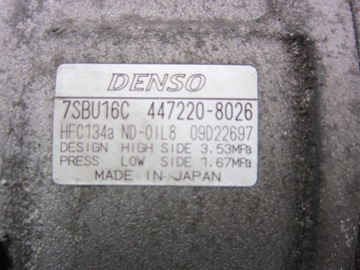 DENSO
7SBU16C 447220-8026
HFC134a ND-OIL8 09D22697
DESIGN HIGH SIDE 3.53MPa
PRESS LOW SIDE 1.67MPa
MADE IN JAPAN